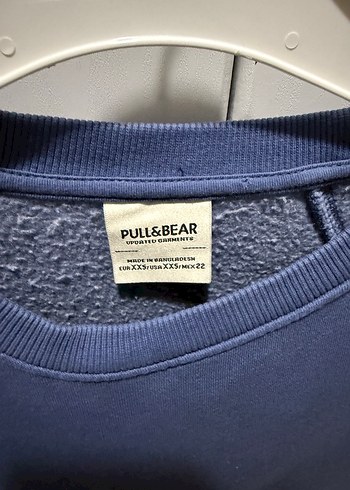 PULL&BEAR
UPDATED GARMENTS
MADE IN BANGLADESH
EUR XXS/USA XXS/MEX 22